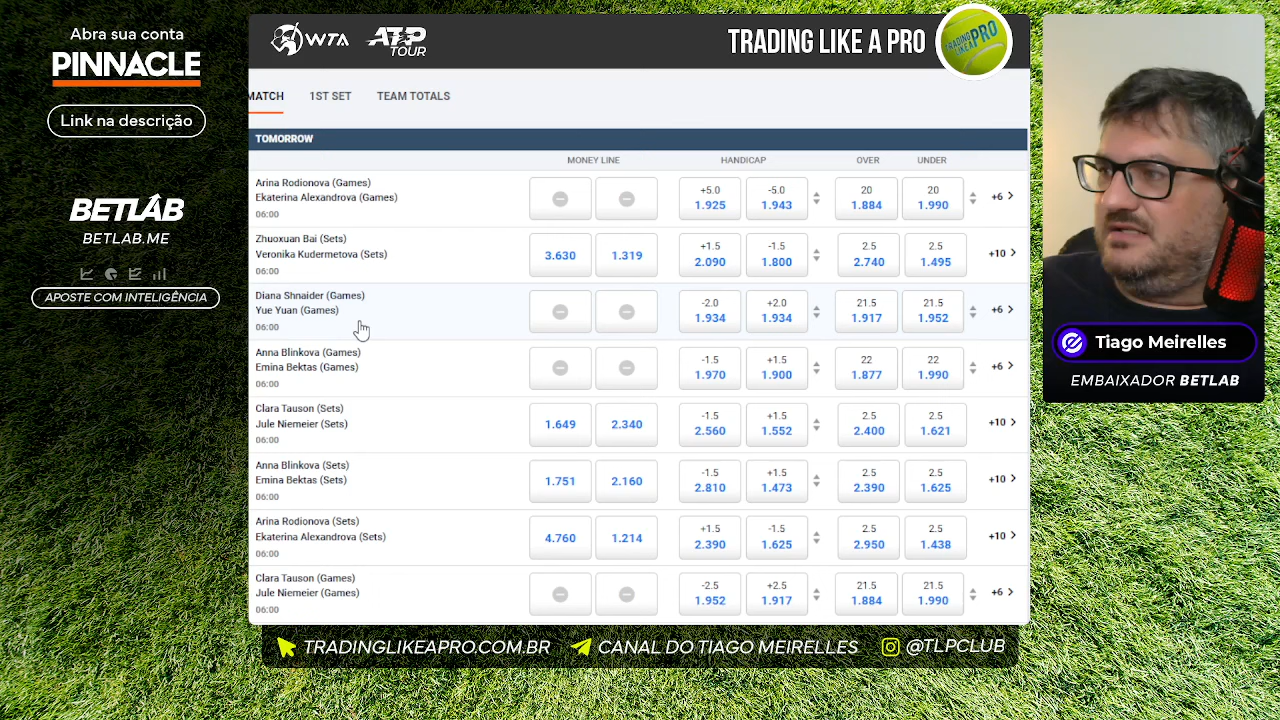 Abra sua conta
PINNACLE
Link na descrição
BETLAB
BETLAB.ME
APOSTE COM INTELIGÊNCIA
WTA
ATP
TOUR
TRADING LIKE A PRO
TRADING
LIKE A PRO
MATCH 1ST SET TEAM TOTALS
TOMORROW
MONEY LINE HANDICAP OVER UNDER
Arina Rodionova (Games)
Ekaterina Alexandrova (Games)
06:00
+5.0 -5.0 20 20
1.925 1.943 1.884 1.990
+6
Zhuoxuan Bai (Sets)
Veronika Kudermetova (Sets)
06:00
3.630 1.319
+1.5 -1.5 2.5 2.5
2.090 1.800 2.740 1.495
+10
Diana Shnaider (Games)
Yue Yuan (Games)
06:00
-2.0 +2.0 21.5 21.5
1.934 1.934 1.917 1.952
+6
Anna Blinkova (Games)
Emina Bektas (Games)
06:00
-1.5 +1.5 22 22
1.970 1.900 1.877 1.990
+6
Clara Tauson (Sets)
Jule Niemeier (Sets)
06:00
1.649 2.340
-1.5 +1.5 2.5 2.5
2.560 1.552 2.400 1.621
+10
Anna Blinkova (Sets)
Emina Bektas (Sets)
06:00
1.751 2.160
-1.5 +1.5 2.5 2.5
2.810 1.473 2.390 1.625
+10
Arina Rodionova (Sets)
Ekaterina Alexandrova (Sets)
06:00
4.760 1.214
+1.5 -1.5 2.5 2.5
2.390 1.625 2.950 1.438
+10
Clara Tauson (Games)
Jule Niemeier (Games)
06:00
-2.5 +2.5 21.5 21.5
1.952 1.917 1.884 1.990
+6
Tiago Meirelles
EMBAIXADOR BETLAB
TRADINGLIKEAPRO.COM.BR CANAL DO TIAGO MEIRELLES @TLPCLUB